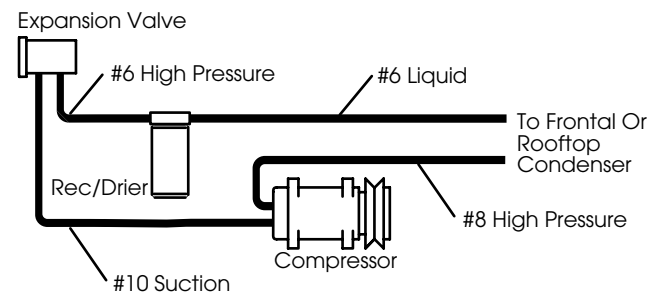 Expansion Valve
#6 High Pressure
#6 Liquid
To Frontal Or
Rooftop
Condenser
Rec/Drier
#8 High Pressure
Compressor
#10 Suction